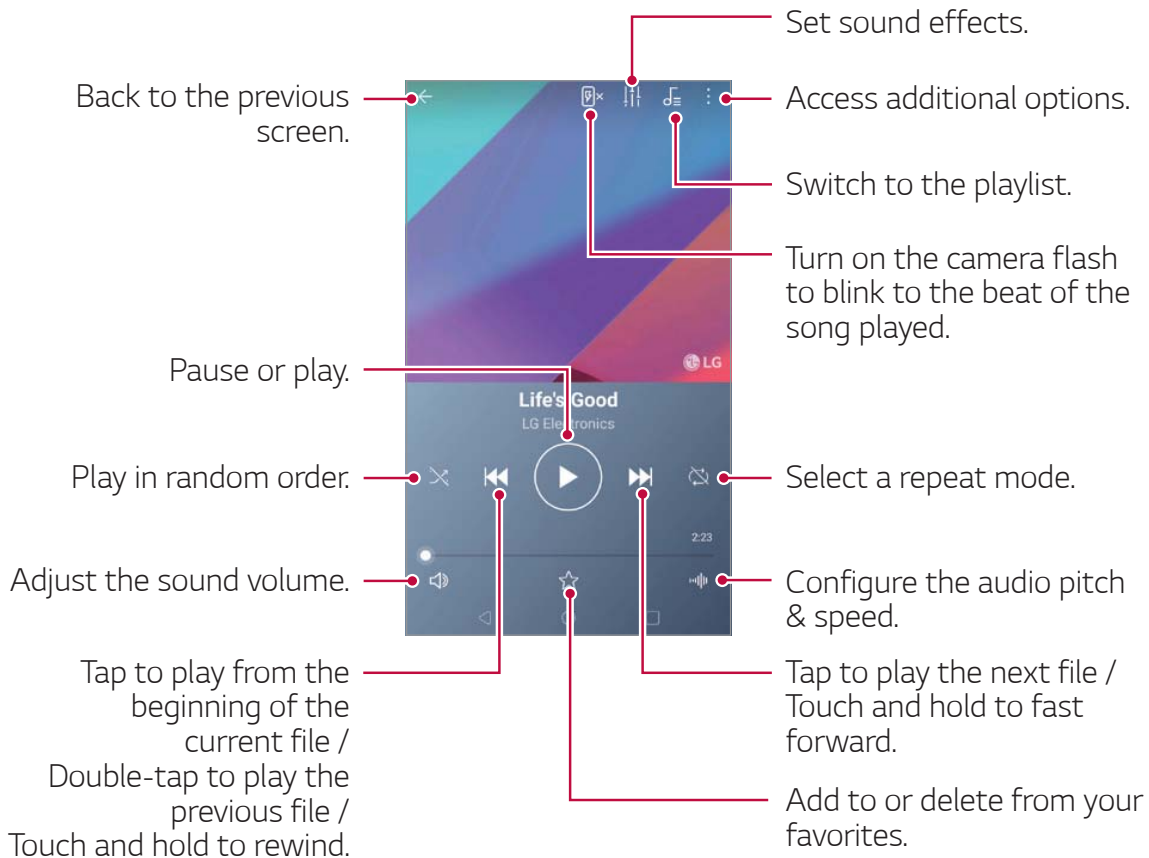 Set sound effects.
Back to the previous
screen.
Access additional options.
Switch to the playlist.
Turn on the camera flash
to blink to the beat of the
song played.
LG
Pause or play.
Life's Good
LG Electronics
Play in random order.
Select a repeat mode.
2:23
Adjust the sound volume.
Configure the audio pitch
& speed.
Tap to play from the
beginning of the
current file /
Double-tap to play the
previous file /
Touch and hold to rewind.
Tap to play the next file /
Touch and hold to fast
forward.
Add to or delete from your
favorites.